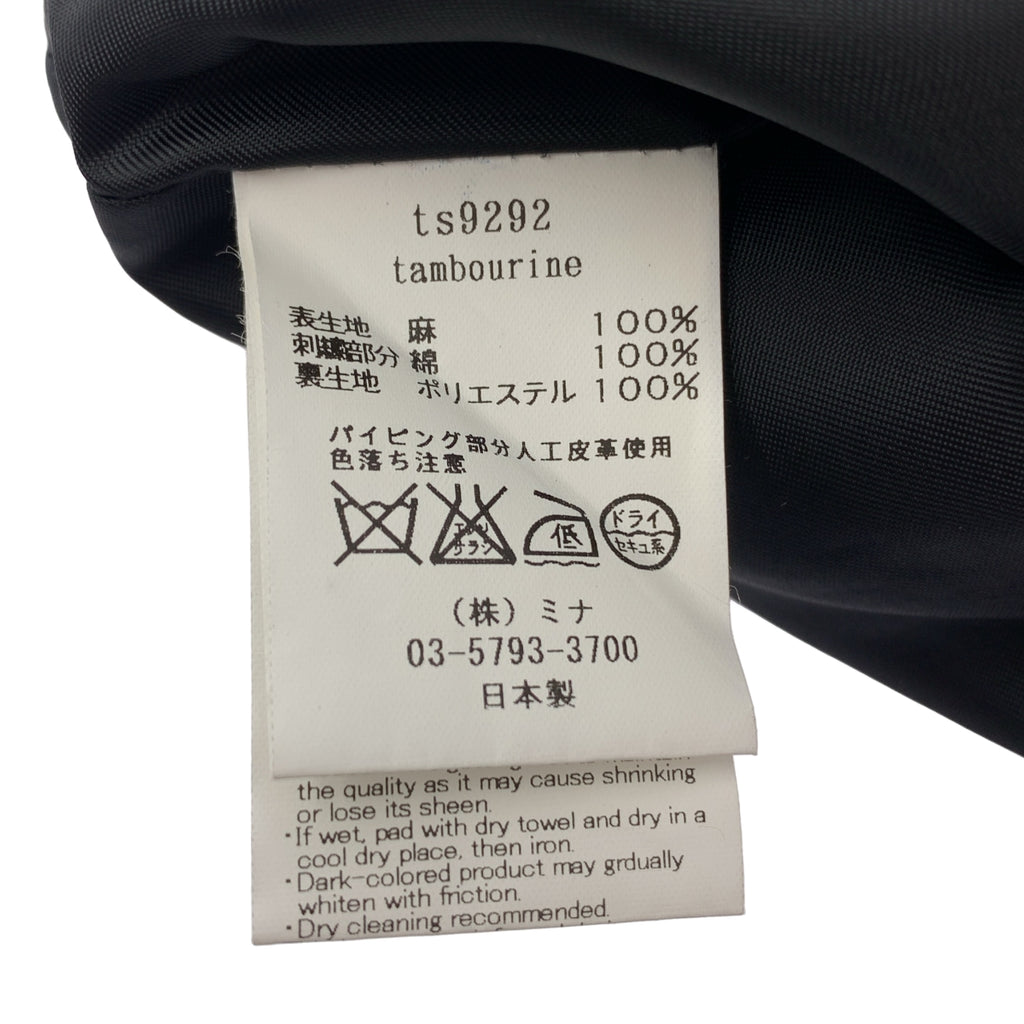 ts9292
tambourine
表生地 麻 100%
刺繍部分 綿 100%
裏生地 ポリエステル 100%
パイピング部分人工皮革使用
色落ち注意
エンソ
サラシ
低
ドライ
セキユ系
(株)ミナ
03-5793-3700
日本製
the quality as it may cause shrinking
or lose its sheen.
・If wet, pad with dry towel and dry in a
cool dry place, then iron.
・Dark-colored product may grdually
whiten with friction.
・Dry cleaning recommended.